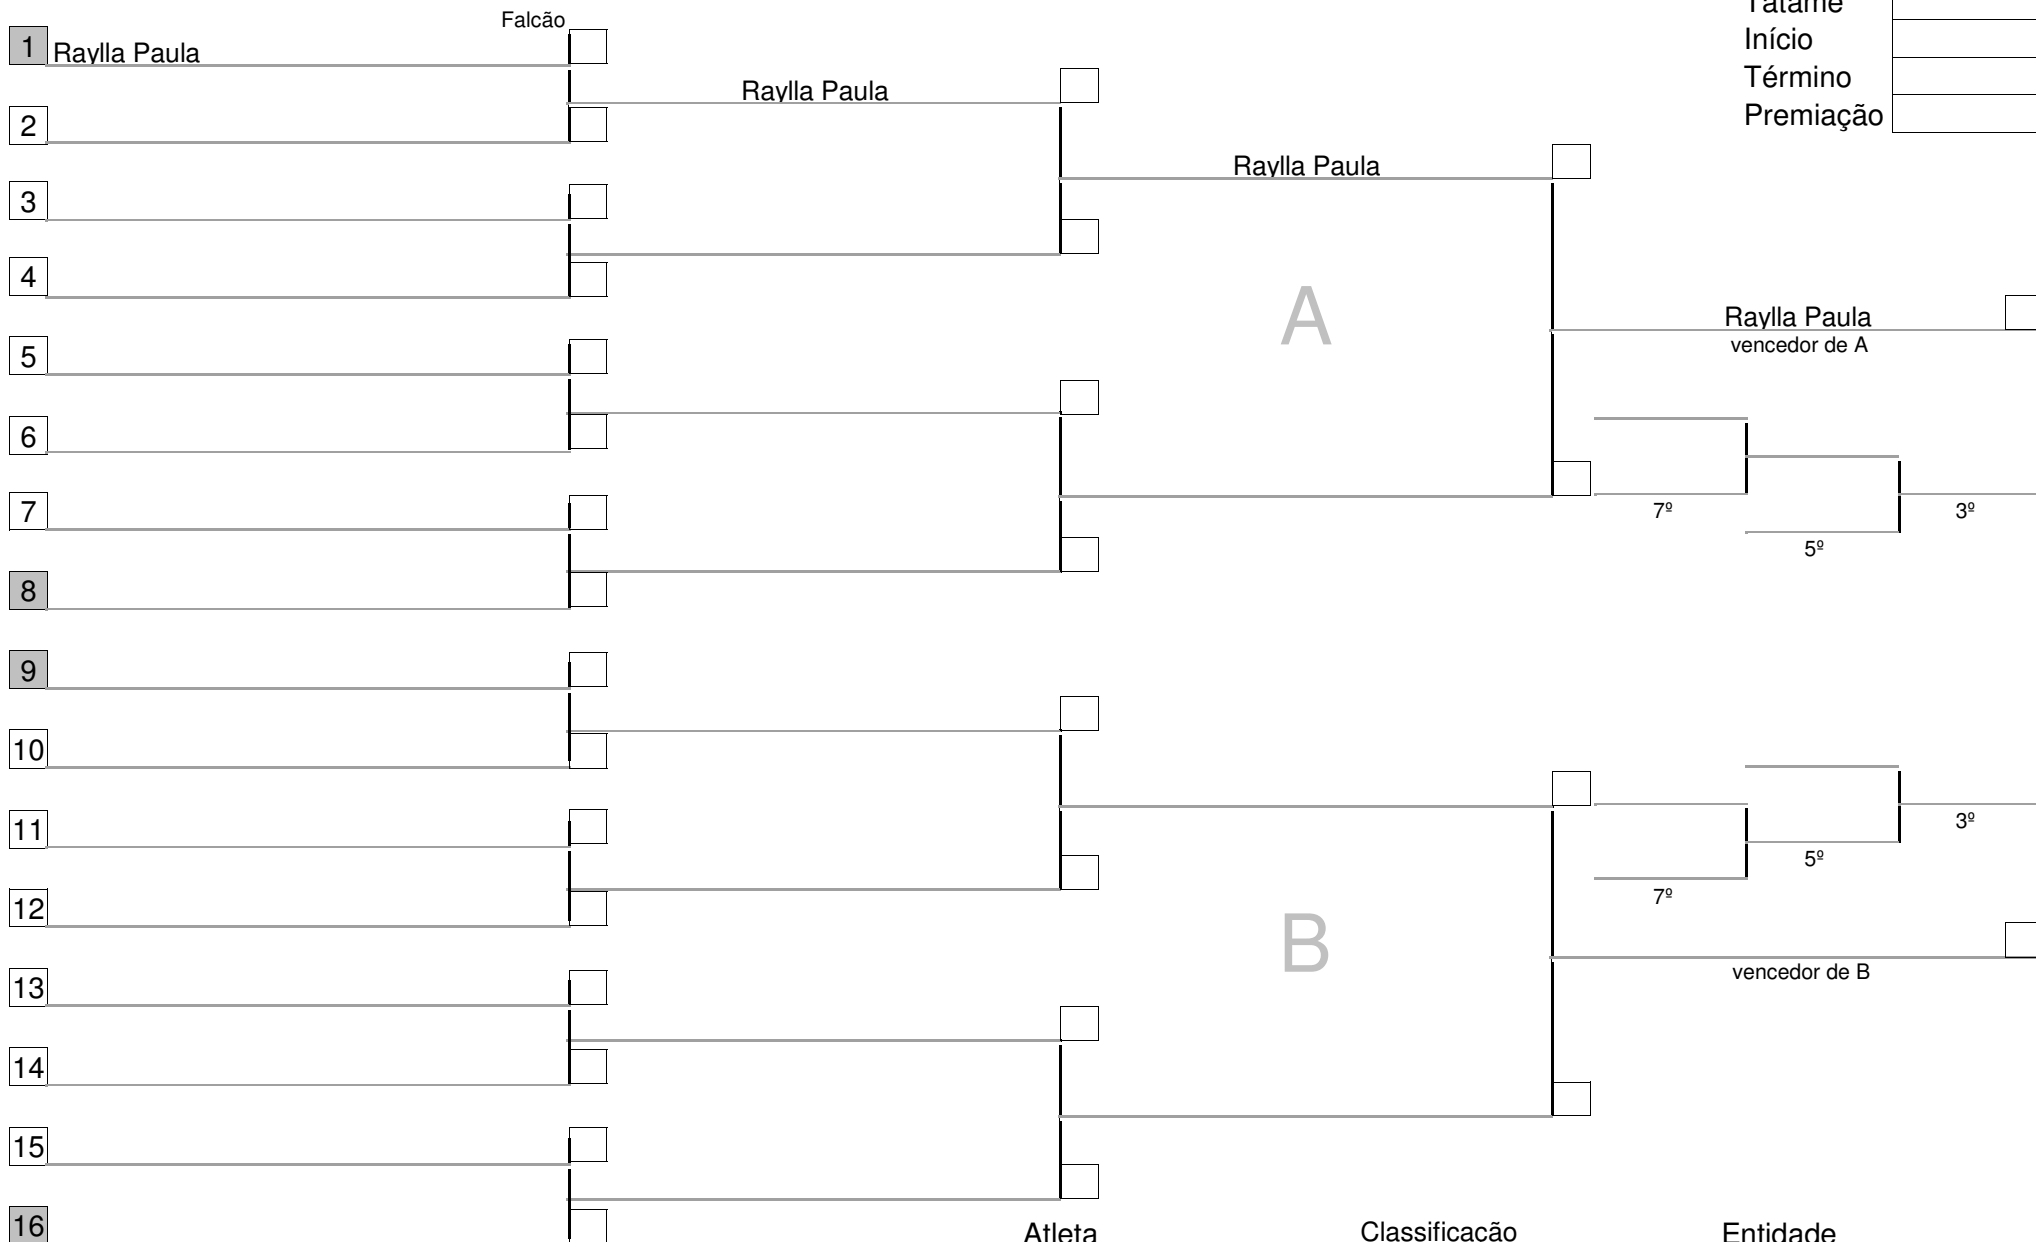 Tatame
Falcão
1 Raylla Paula
Início
Término
Raylla Paula
2
Premiação
Raylla Paula
3
4
A
Raylla Paula
vencedor de A
5
6
7
7º
3º
5º
8
9
10
11
3º
5º
7º
12
B
vencedor de B
13
14
15
16
Atleta
Classificação
Entidade